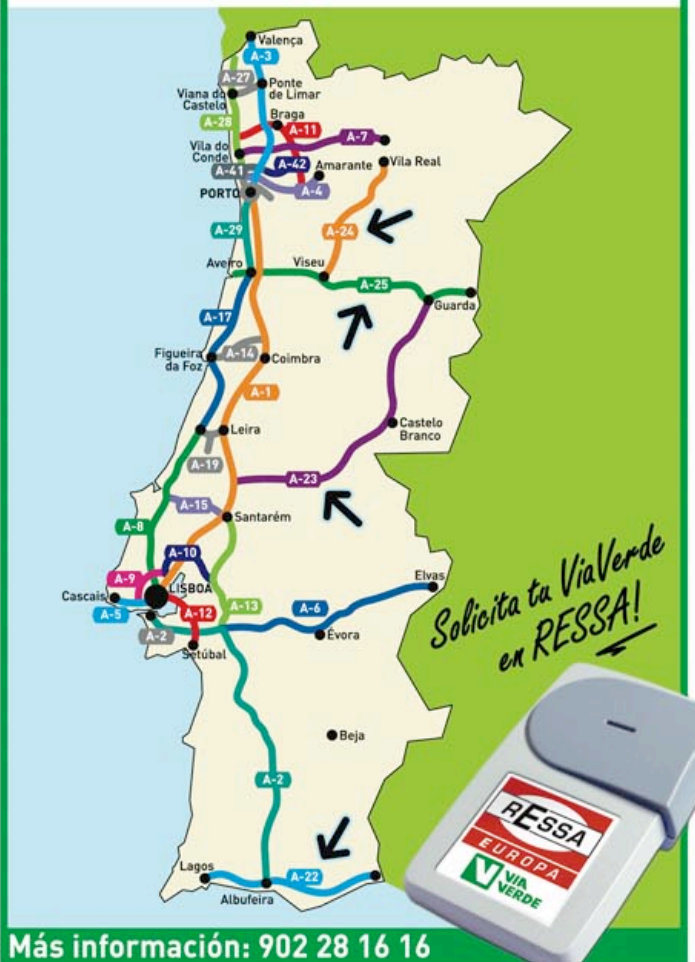 Valença
A-3
A-27
Ponte
de Limar
Viana do
Castelo
A-28
Braga
A-11
A-7
Vila do
Conde
A-42
A-41
Amarante
Vila Real
PORTO
A-4
A-29
A-24
Aveiro
Viseu
A-25
Guarda
A-17
Figueira
da Foz
A-14
Coimbra
A-1
Castelo
Branco
Leira
A-19
A-23
A-15
Santarém
A-8
A-10
A-9
LISBOA
Cascais
A-5
A-12
A-13
A-6
Elvas
A-2
Setúbal
Évora
Solicita tu ViaVerde
en RESSA!
Beja
A-2
RESSA
EUROPA
VIA
VERDE
Lagos
A-22
Albufeira
Más información: 902 28 16 16